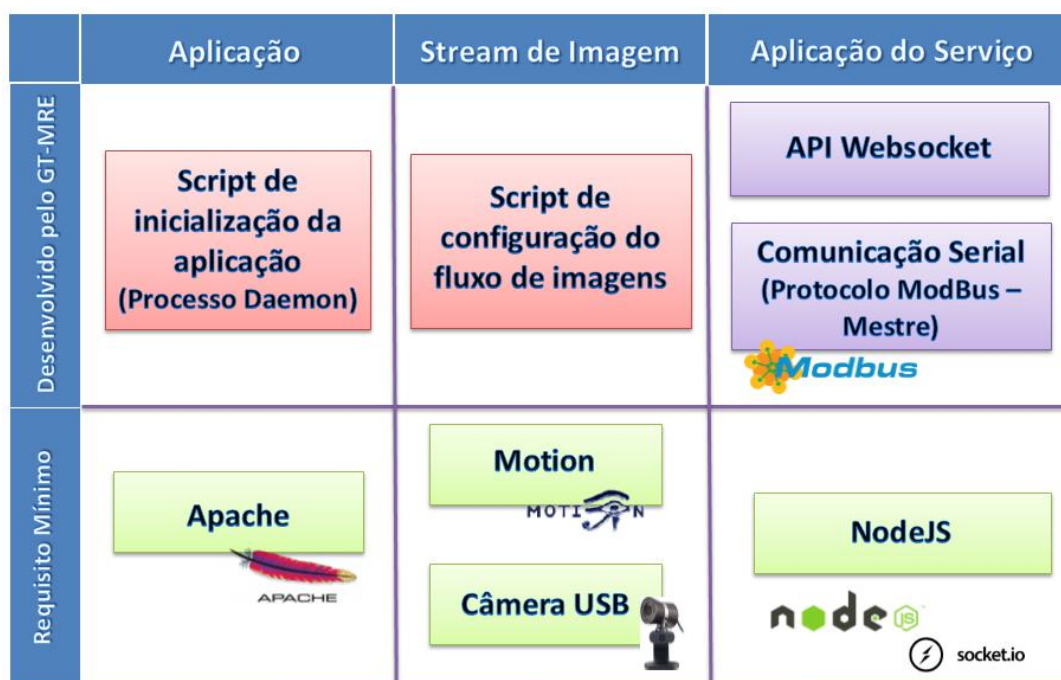 Aplicação
Stream de Imagem
Aplicação do Serviço
Desenvolvido pelo GT-MRE
Script de
inicialização da
aplicação
(Processo Daemon)
Script de
configuração do
fluxo de imagens
API Websocket
Comunicação Serial
(Protocolo ModBus –
Mestre)
Modbus
Requisito Mínimo
Apache
APACHE
Motion
MOTION
Câmera USB
NodeJS
node JS
socket.io